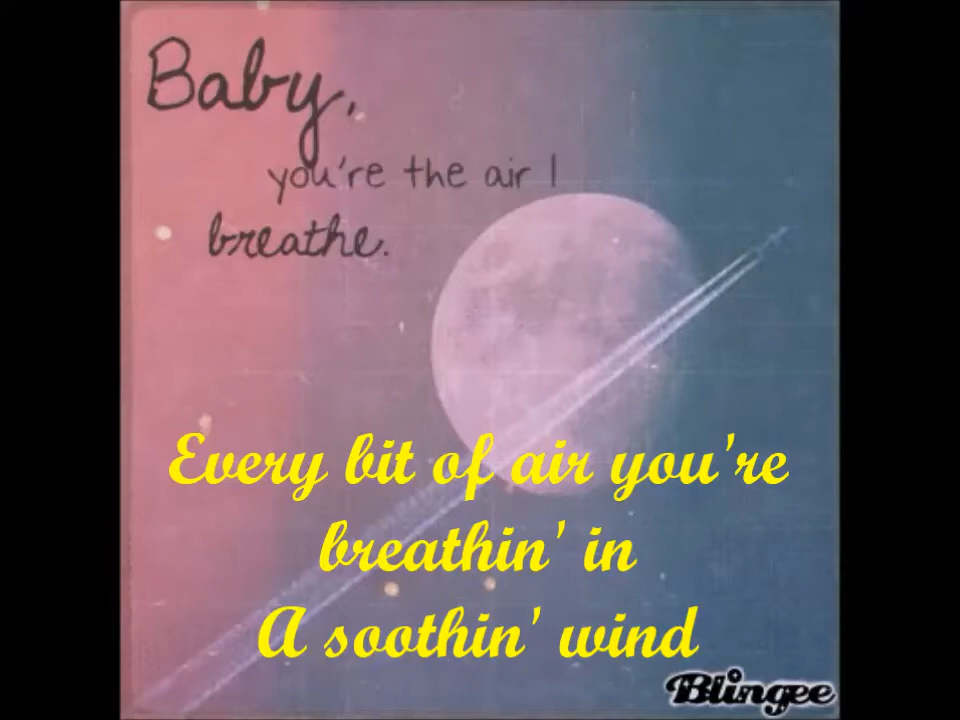 Baby,
you're the air I
breathe.
Every bit of air you're
breathin' in
A soothin' wind
Blingee